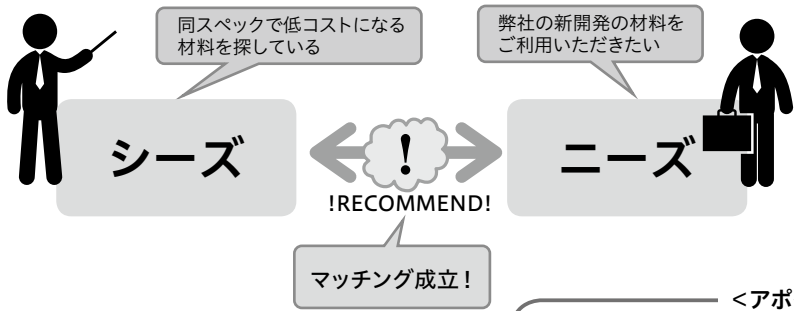 同スペックで低コストになる
材料を探している
弊社の新開発の材料を
ご利用いただきたい
シーズ
!
ニーズ
!RECOMMEND!
マッチング成立!
<アポ